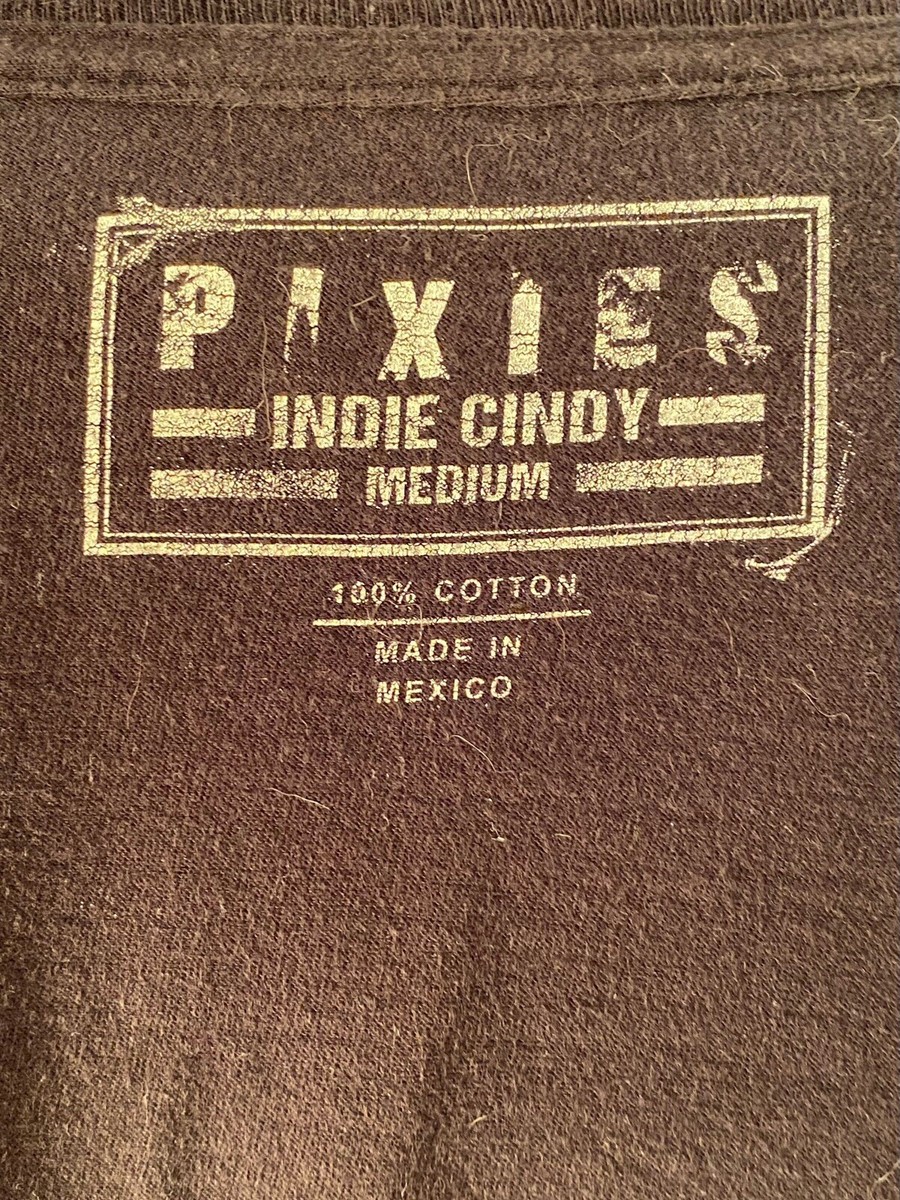 PIXIES
INDIE CINDY
MEDIUM
100% COTTON
MADE IN
MEXICO